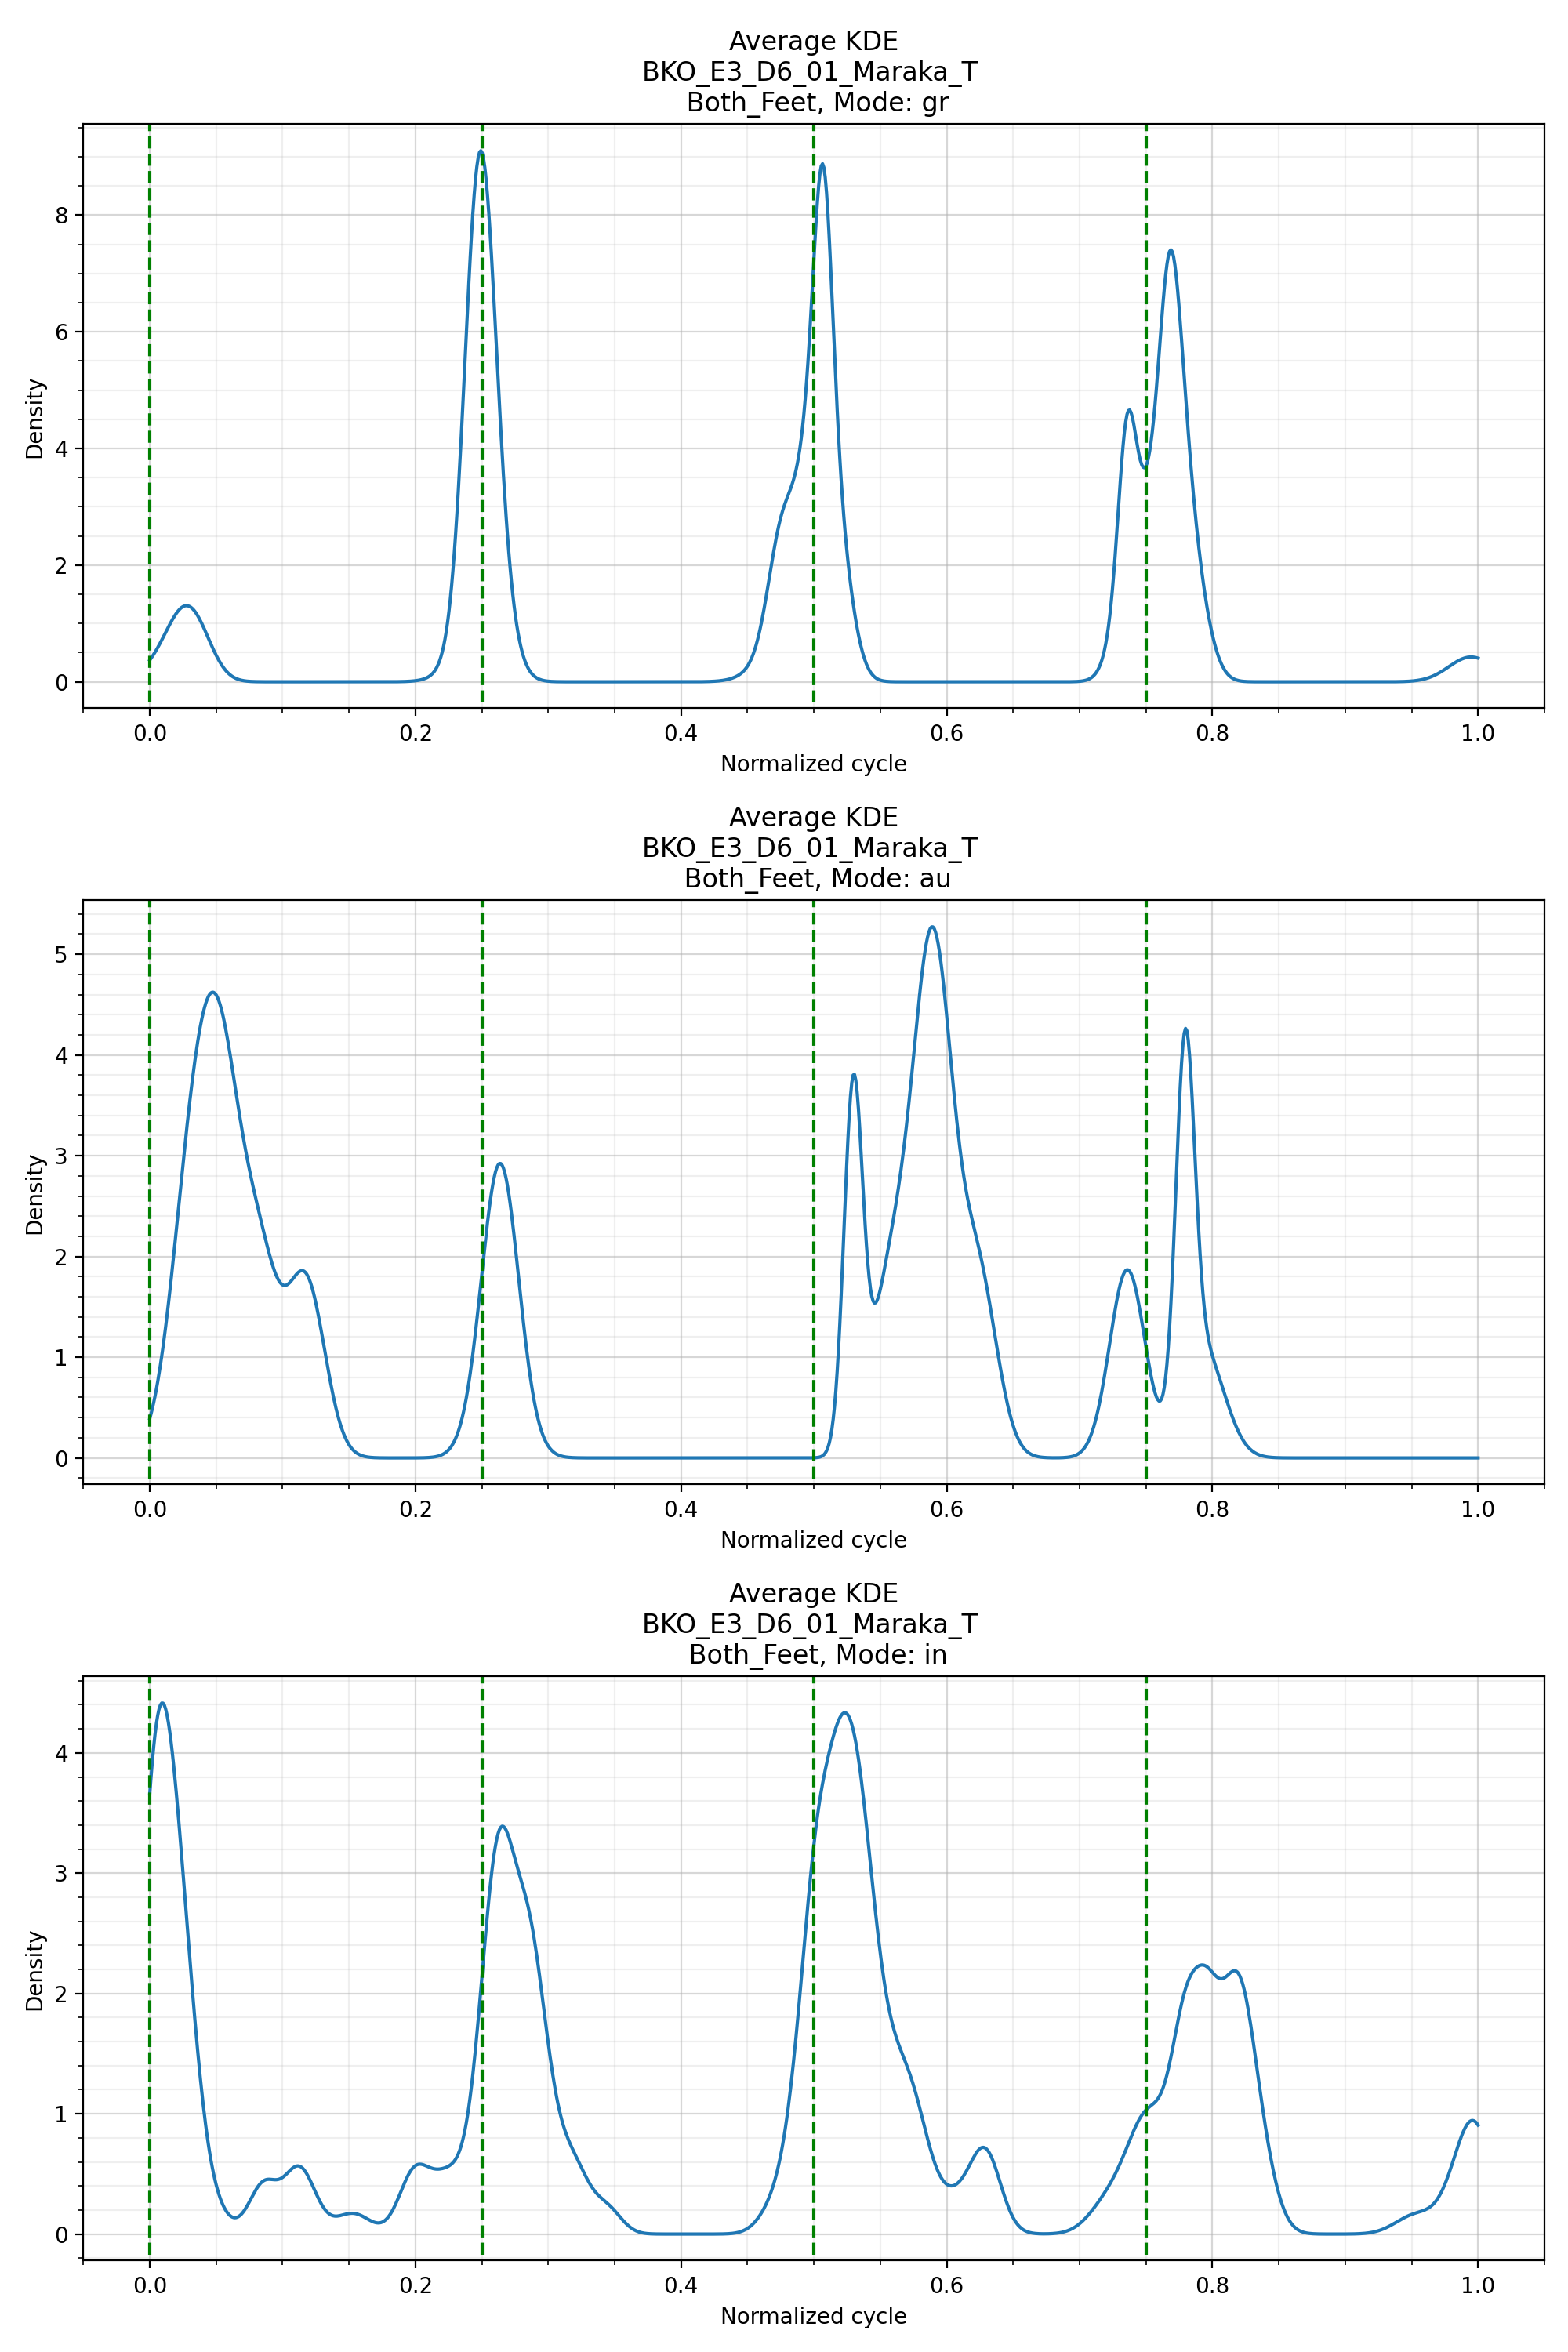 Average KDE
BKO_E3_D6_01_Maraka_T
Both_Feet, Mode: gr
8
6
4
2
0
Density
0.0 0.2 0.4 0.6 0.8 1.0
Normalized cycle
Average KDE
BKO_E3_D6_01_Maraka_T
Both_Feet, Mode: au
5
4
3
2
1
0
Density
0.0 0.2 0.4 0.6 0.8 1.0
Normalized cycle
Average KDE
BKO_E3_D6_01_Maraka_T
Both_Feet, Mode: in
4
3
2
1
0
Density
0.0 0.2 0.4 0.6 0.8 1.0
Normalized cycle